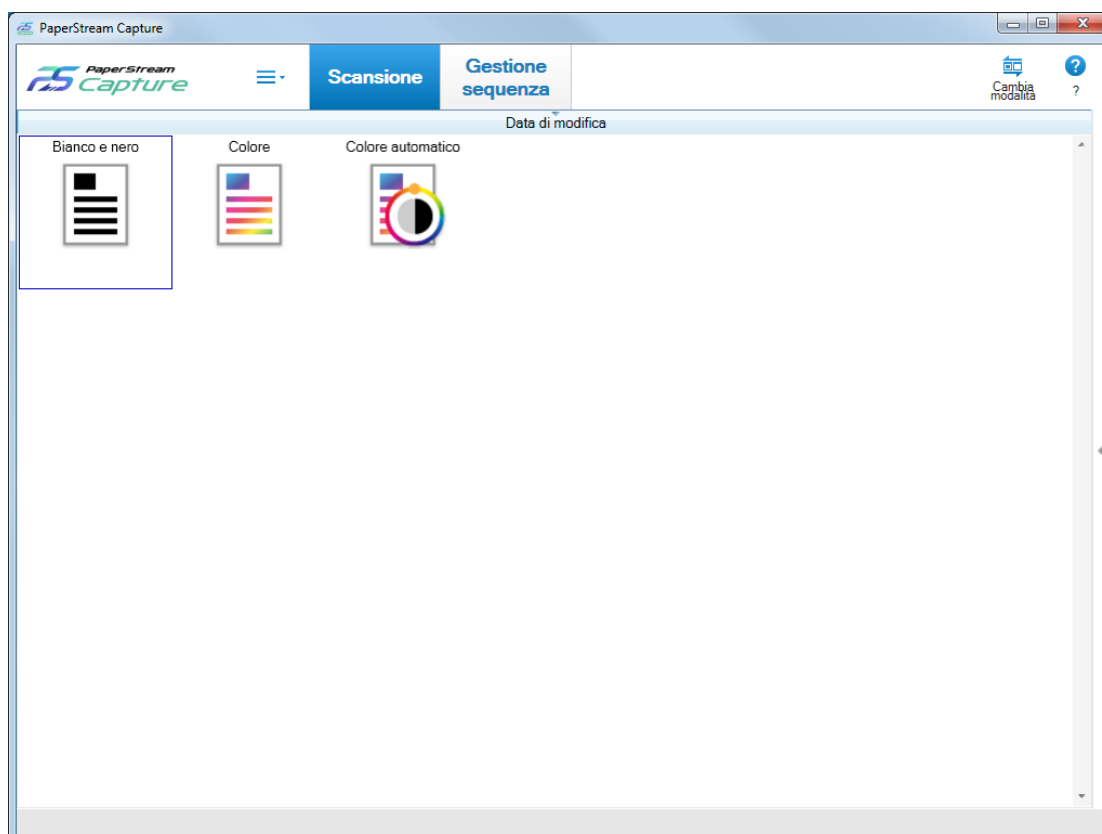 PaperStream Capture
PaperStream
Capture
Scansione
Gestione
sequenza
Cambia
modalità
?
?
Data di modifica
Bianco e nero
Colore
Colore automatico